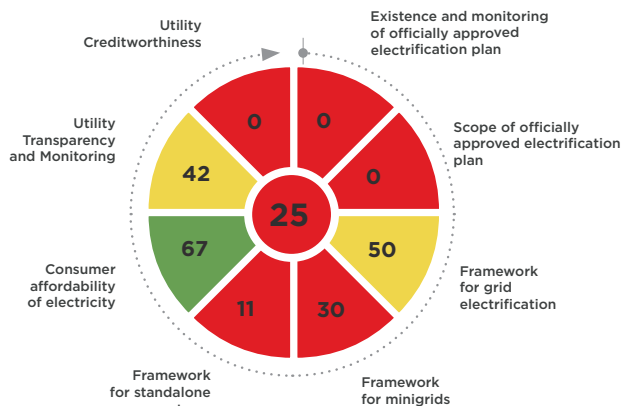 Existence and monitoring
of officially approved
electrification plan
Scope of officially
approved electrification
plan
Framework
for grid
electrification
Framework
for minigrids
Framework
for standalone
Consumer
affordability
of electricity
Utility
Transparency
and Monitoring
Utility
Creditworthiness
0
0
50
30
11
67
42
0
25